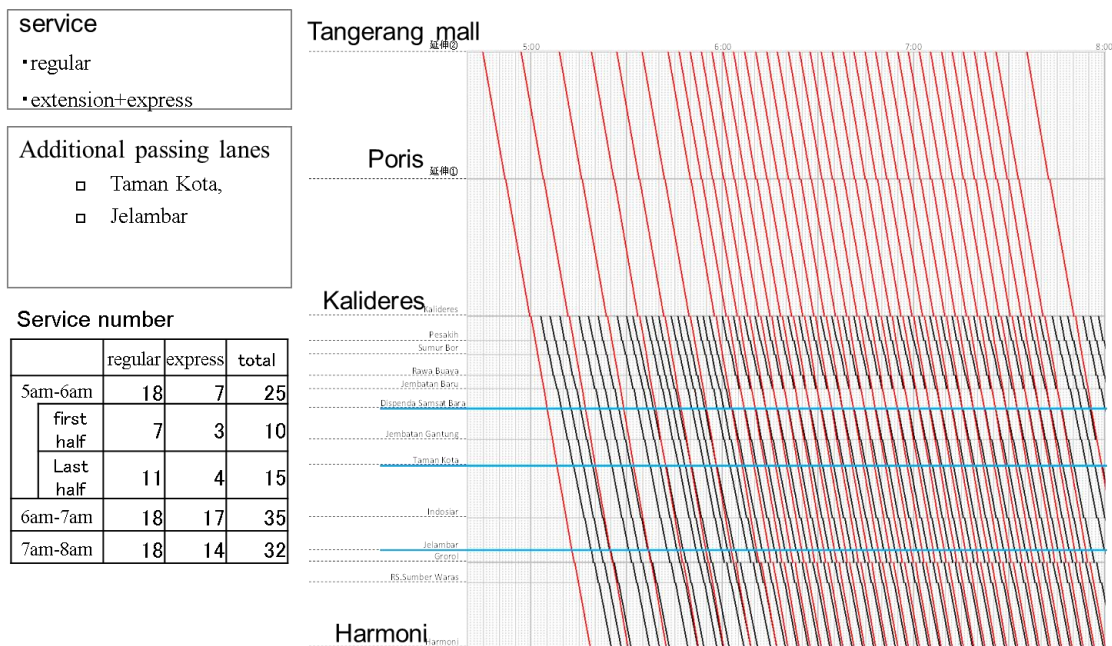 service
・regular
・extension+express
Additional passing lanes
□ Taman Kota,
□ Jelambar
Service number
regular express total
5am-6am 18 7 25
first half 7 3 10
Last half 11 4 15
6am-7am 18 17 35
7am-8am 18 14 32
Tangerang mall
延伸②
5:00 6:00 7:00 8:00
Poris
延伸①
Kalideres
Kalideres
Pesakih
Sumur Bor
Rawa Buaya
Jembatan Baru
Dispenda Samsat Bara
Jembatan Gantung
Taman Kota
Indosiar
Jelambar
Grogol
RS.Sumber Waras
Harmoni
Harmoni